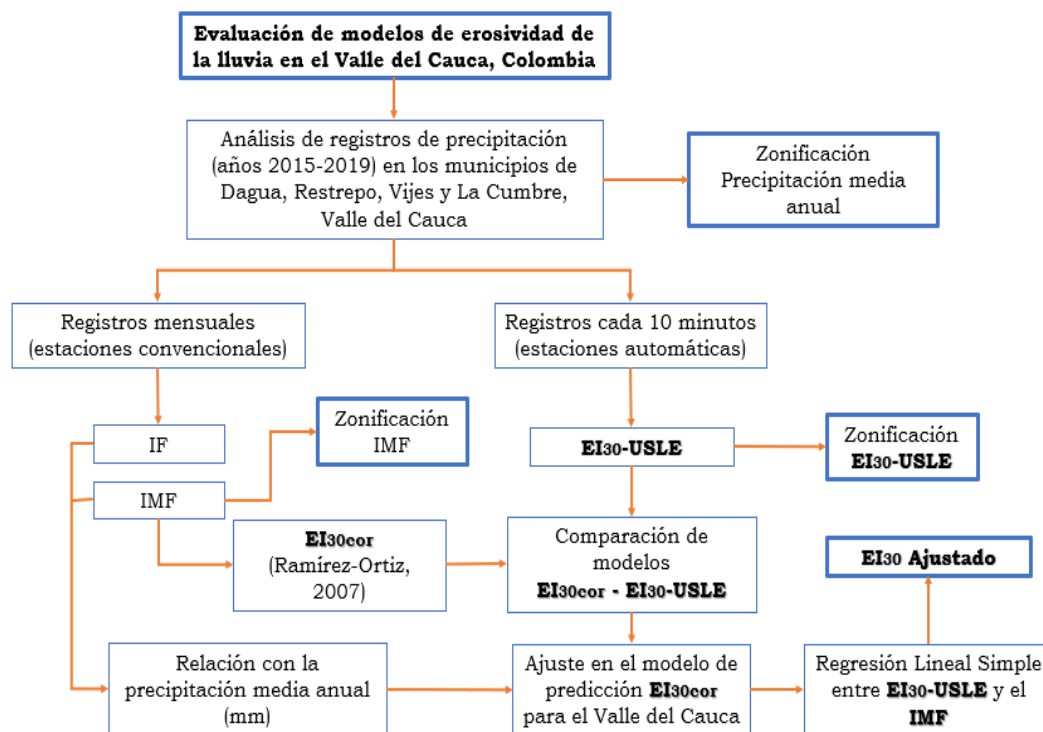 Evaluación de modelos de erosividad de
la lluvia en el Valle del Cauca, Colombia
Análisis de registros de precipitación
(años 2015-2019) en los municipios de
Dagua, Restrepo, Vijes y La Cumbre,
Valle del Cauca
Zonificación
Precipitación media
anual
Registros mensuales
(estaciones convencionales)
Registros cada 10 minutos
(estaciones automáticas)
IF
Zonificación
IMF
EI30-USLE
Zonificación
EI30-USLE
IMF
EI30cor
(Ramírez-Ortiz,
2007)
Comparación de
modelos
EI30cor - EI30-USLE
EI30 Ajustado
Relación con la
precipitación media anual
(mm)
Ajuste en el modelo de
predicción EI30cor
para el Valle del Cauca
Regresión Lineal Simple
entre EI30-USLE y el
IMF